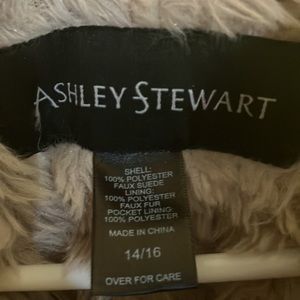 ASHLEY STEWART
SHELL:
100% POLYESTER
FAUX SUEDE
LINING:
100% POLYESTER
FAUX FUR
POCKET LINING:
100% POLYESTER
MADE IN CHINA
14/16
OVER FOR CARE